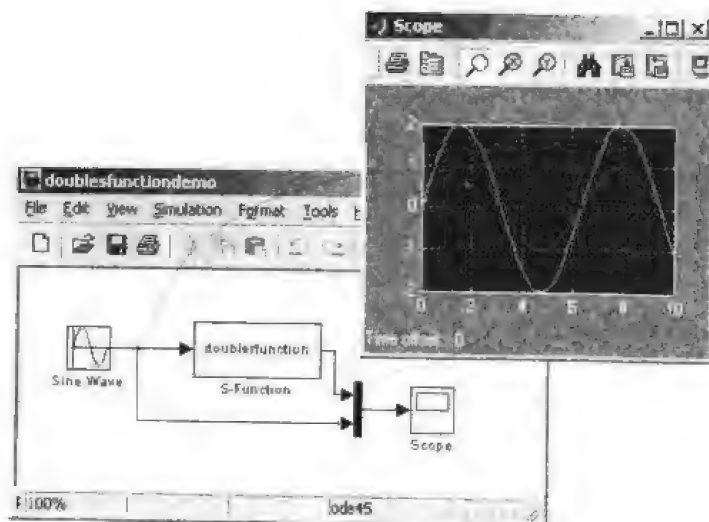 Scope
2
0
2
0
2
4
6
8
10
Time offset: 0
doublesfunctiondemo
File Edit View Simulation Format Tools
doublerfunction
Sine Wave
S-Function
Scope
100%
ode45